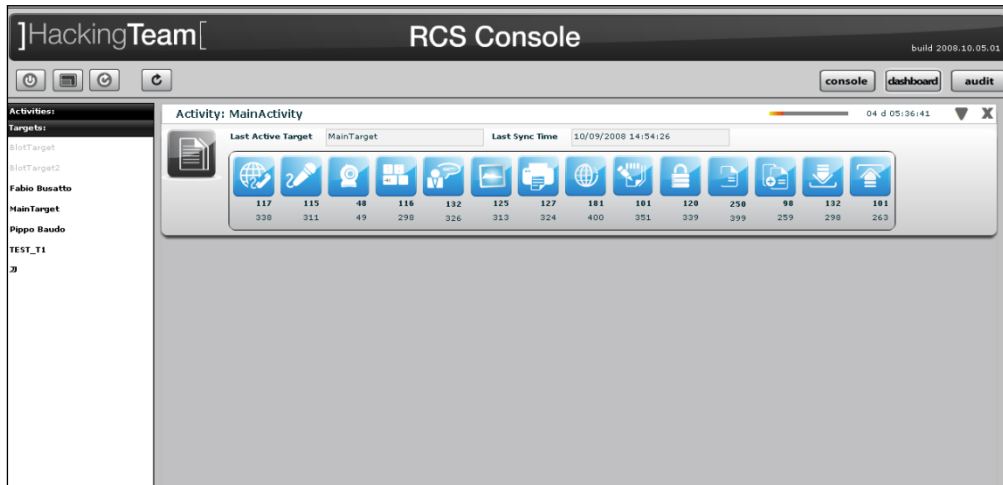 ]HackingTeam[
RCS Console
build 2008.10.05.01
console
dashboard
audit
Activities:
Targets:
BlotTarget
BlotTarget2
Fabio Busatto
MainTarget
Pippo Baudo
TEST_T1
Activity: MainActivity
04 d 05:36:41
X
Last Active Target MainTarget Last Sync Time 10/09/2008 14:54:26
117 115 48 116 132 125 127 181 101 120 250 98 132 101
338 311 49 298 326 313 324 400 351 339 399 259 298 263